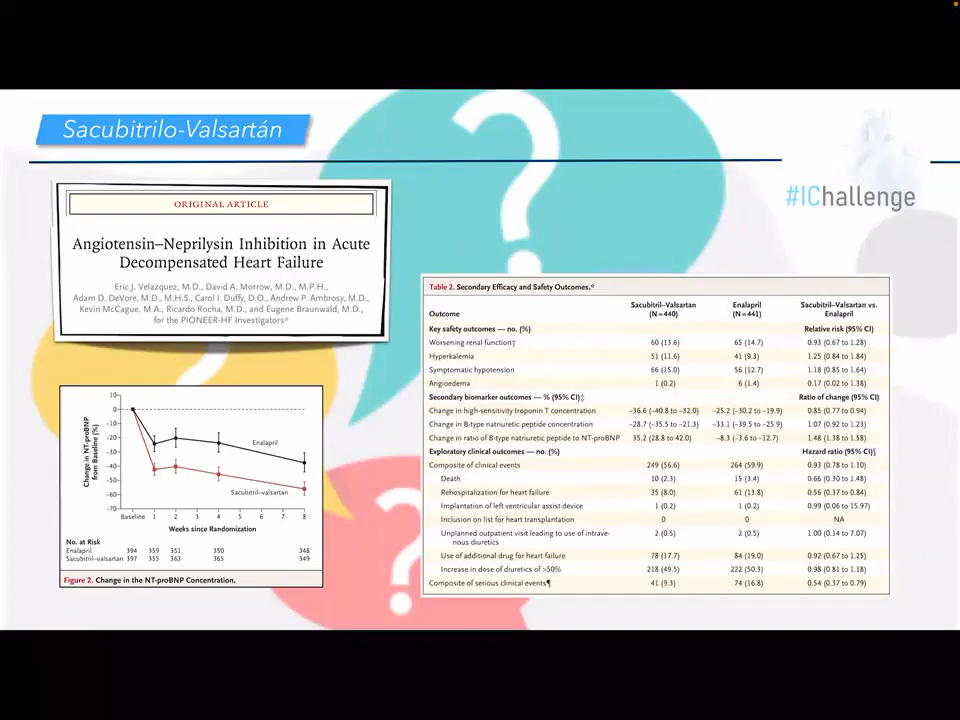 Sacubitrilo-Valsartán
#IChallenge
ORIGINAL ARTICLE
Angiotensin–Neprilysin Inhibition in Acute
Decompensated Heart Failure
Eric J. Velazquez, M.D., David A. Morrow, M.D., M.P.H.,
Adam D. DeVore, M.D., M.H.S., Carol I. Duffy, D.O., Andrew P. Ambrosy, M.D.,
Kevin McCague, M.A., Ricardo Rocha, M.D., and Eugene Braunwald, M.D.,
for the PIONEER-HF Investigators*
Change in NT-proBNP
from Baseline (%)
10
0
−10
−20
−30
−40
−50
−60
−70
Enalapril
Sacubitril–valsartan
Baseline 1 2 3 4 5 6 7 8
Weeks since Randomization
No. at Risk
Enalapril 394 359 351 350 348
Sacubitril–valsartan 397 355 363 365 349
Figure 2. Change in the NT-proBNP Concentration.
Table 2. Secondary Efficacy and Safety Outcomes.*
Outcome Sacubitril–Valsartan (N=440) Enalapril (N=441) Sacubitril–Valsartan vs. Enalapril
Key safety outcomes — no. (%) Relative risk (95% CI)
Worsening renal function† 60 (13.6) 65 (14.7) 0.93 (0.67 to 1.28)
Hyperkalemia 51 (11.6) 41 (9.3) 1.25 (0.84 to 1.84)
Symptomatic hypotension 66 (15.0) 56 (12.7) 1.18 (0.85 to 1.64)
Angioedema 1 (0.2) 6 (1.4) 0.17 (0.02 to 1.38)
Secondary biomarker outcomes — % (95% CI)‡ Ratio of change (95% CI)
Change in high-sensitivity troponin T concentration −36.6 (−40.8 to −32.0) −25.2 (−30.2 to −19.9) 0.85 (0.77 to 0.94)
Change in B-type natriuretic peptide concentration −28.7 (−35.5 to −21.3) −33.1 (−39.5 to −25.9) 1.07 (0.92 to 1.23)
Change in ratio of B-type natriuretic peptide to NT-proBNP 35.2 (28.8 to 42.0) −8.3 (−3.6 to −12.7) 1.48 (1.38 to 1.58)
Exploratory clinical outcomes — no. (%) Hazard ratio (95% CI)§
Composite of clinical events 249 (56.6) 264 (59.9) 0.93 (0.78 to 1.10)
Death 10 (2.3) 15 (3.4) 0.66 (0.30 to 1.48)
Rehospitalization for heart failure 35 (8.0) 61 (13.8) 0.56 (0.37 to 0.84)
Implantation of left ventricular assist device 1 (0.2) 1 (0.2) 0.99 (0.06 to 15.97)
Inclusion on list for heart transplantation 0 0 NA
Unplanned outpatient visit leading to use of intrave-
nous diuretics 2 (0.5) 2 (0.5) 1.00 (0.14 to 7.07)
Use of additional drug for heart failure 78 (17.7) 84 (19.0) 0.92 (0.67 to 1.25)
Increase in dose of diuretics of >50% 218 (49.5) 222 (50.3) 0.98 (0.81 to 1.18)
Composite of serious clinical events¶ 41 (9.3) 74 (16.8) 0.54 (0.37 to 0.79)